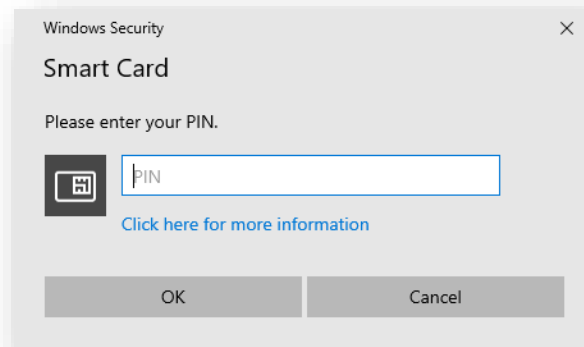 Windows Security
Smart Card
Please enter your PIN.
PIN
Click here for more information
OK
Cancel